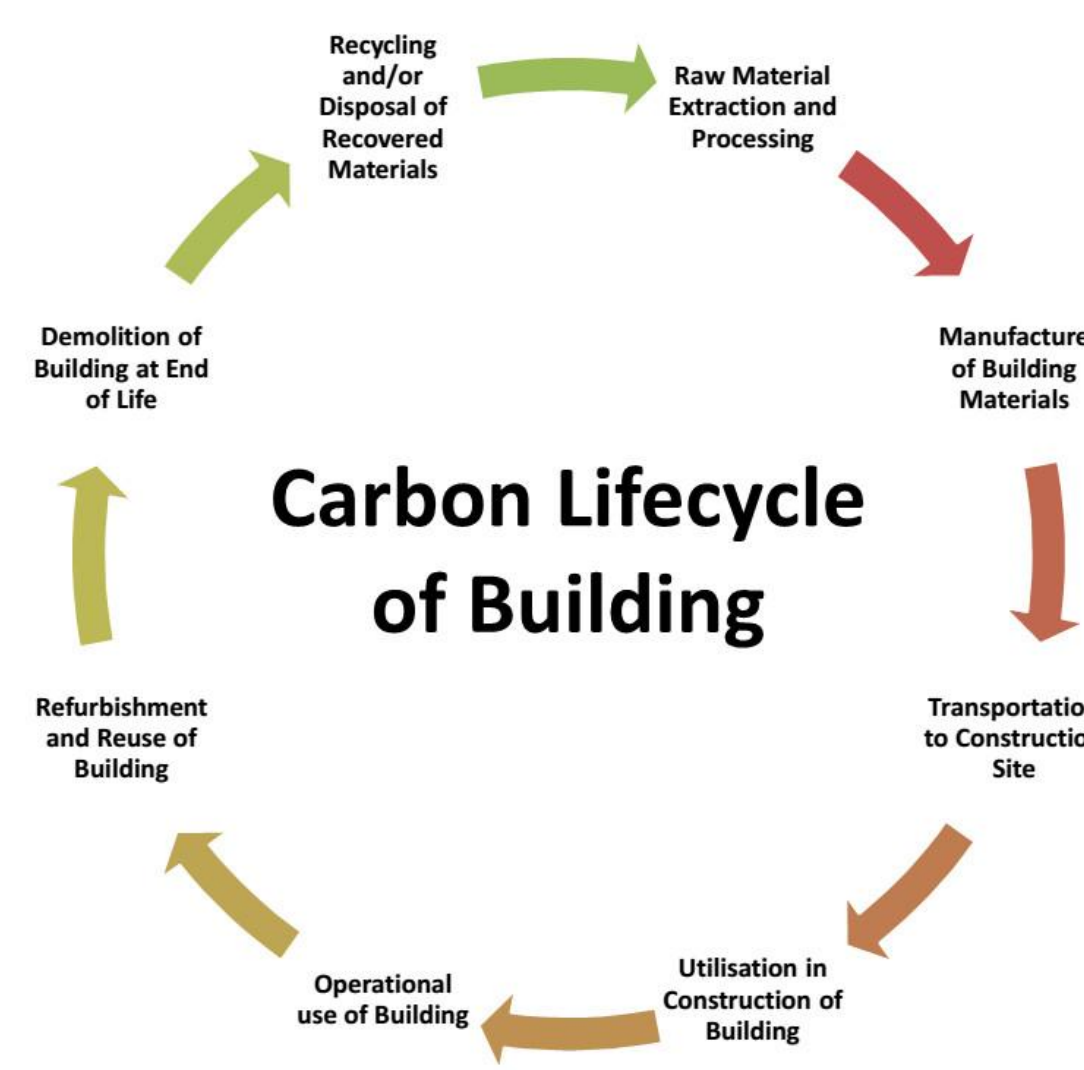 Recycling
and/or
Disposal of
Recovered
Materials
Raw Material
Extraction and
Processing
Manufacture
of Building
Materials
Transportatio
to Constructio
Site
Utilisation in
Construction of
Building
Operational
use of Building
Refurbishment
and Reuse of
Building
Demolition of
Building at End
of Life
Carbon Lifecycle
of Building